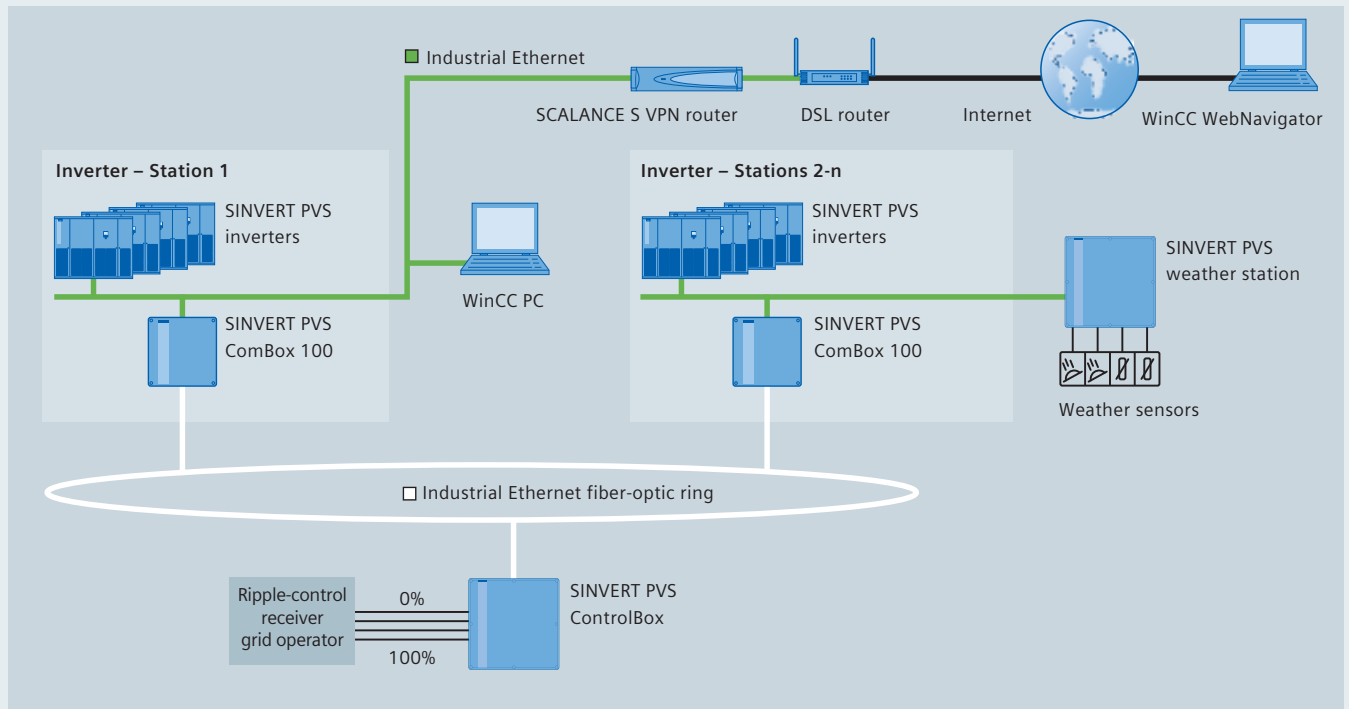 Industrial Ethernet
SCALANCE S VPN router
DSL router
Internet
WinCC WebNavigator
Inverter – Station 1
SINVERT PVS
inverters
WinCC PC
SINVERT PVS
ComBox 100
Inverter – Stations 2-n
SINVERT PVS
inverters
SINVERT PVS
ComBox 100
SINVERT PVS
weather station
Weather sensors
Industrial Ethernet fiber-optic ring
Ripple-control
receiver
grid operator
0%
100%
SINVERT PVS
ControlBox